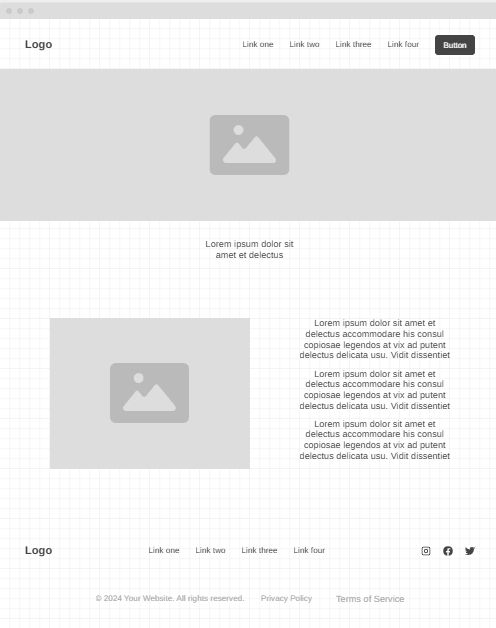 Logo Link one Link two Link three Link four Button
Lorem ipsum dolor sit
amet et delectus
Lorem ipsum dolor sit amet et
delectus accommodare his consul
copiosae legendos at vix ad putent
delectus delicata usu. Vidit dissentiet
Lorem ipsum dolor sit amet et
delectus accommodare his consul
copiosae legendos at vix ad putent
delectus delicata usu. Vidit dissentiet
Lorem ipsum dolor sit amet et
delectus accommodare his consul
copiosae legendos at vix ad putent
delectus delicata usu. Vidit dissentiet
Logo Link one Link two Link three Link four
© 2024 Your Website. All rights reserved. Privacy Policy Terms of Service